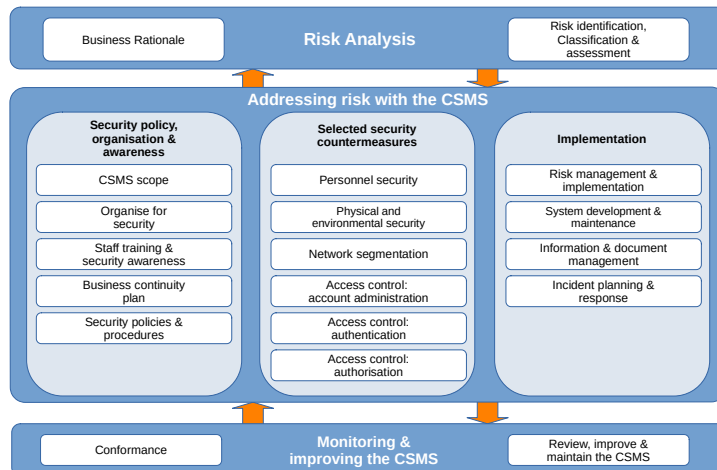 Business Rationale
Risk Analysis
Risk identification,
Classification &
assessment
Addressing risk with the CSMS
Security policy,
organisation &
awareness
CSMS scope
Organise for
security
Staff training &
security awareness
Business continuity
plan
Security policies &
procedures
Selected security
countermeasures
Personnel security
Physical and
environmental security
Network segmentation
Access control:
account administration
Access control:
authentication
Access control:
authorisation
Implementation
Risk management &
implementation
System development &
maintenance
Information & document
management
Incident planning &
response
Conformance
Monitoring &
improving the CSMS
Review, improve &
maintain the CSMS